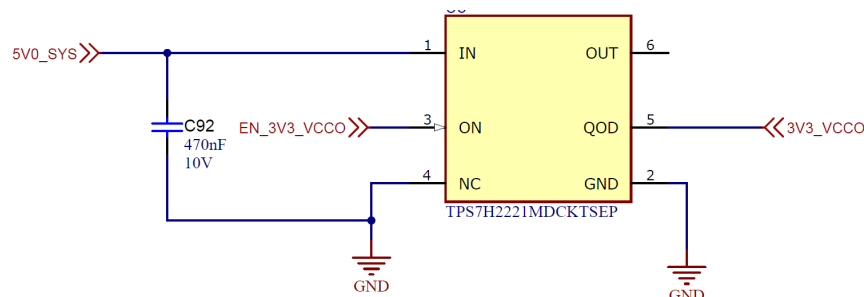 5V0_SYS
1
IN
OUT
6
C92
470nF
10V
EN_3V3_VCCO
3
ON
QOD
5
3V3_VCCO
4
NC
GND
2
TPS7H2221MDCKTSEP
GND
GND